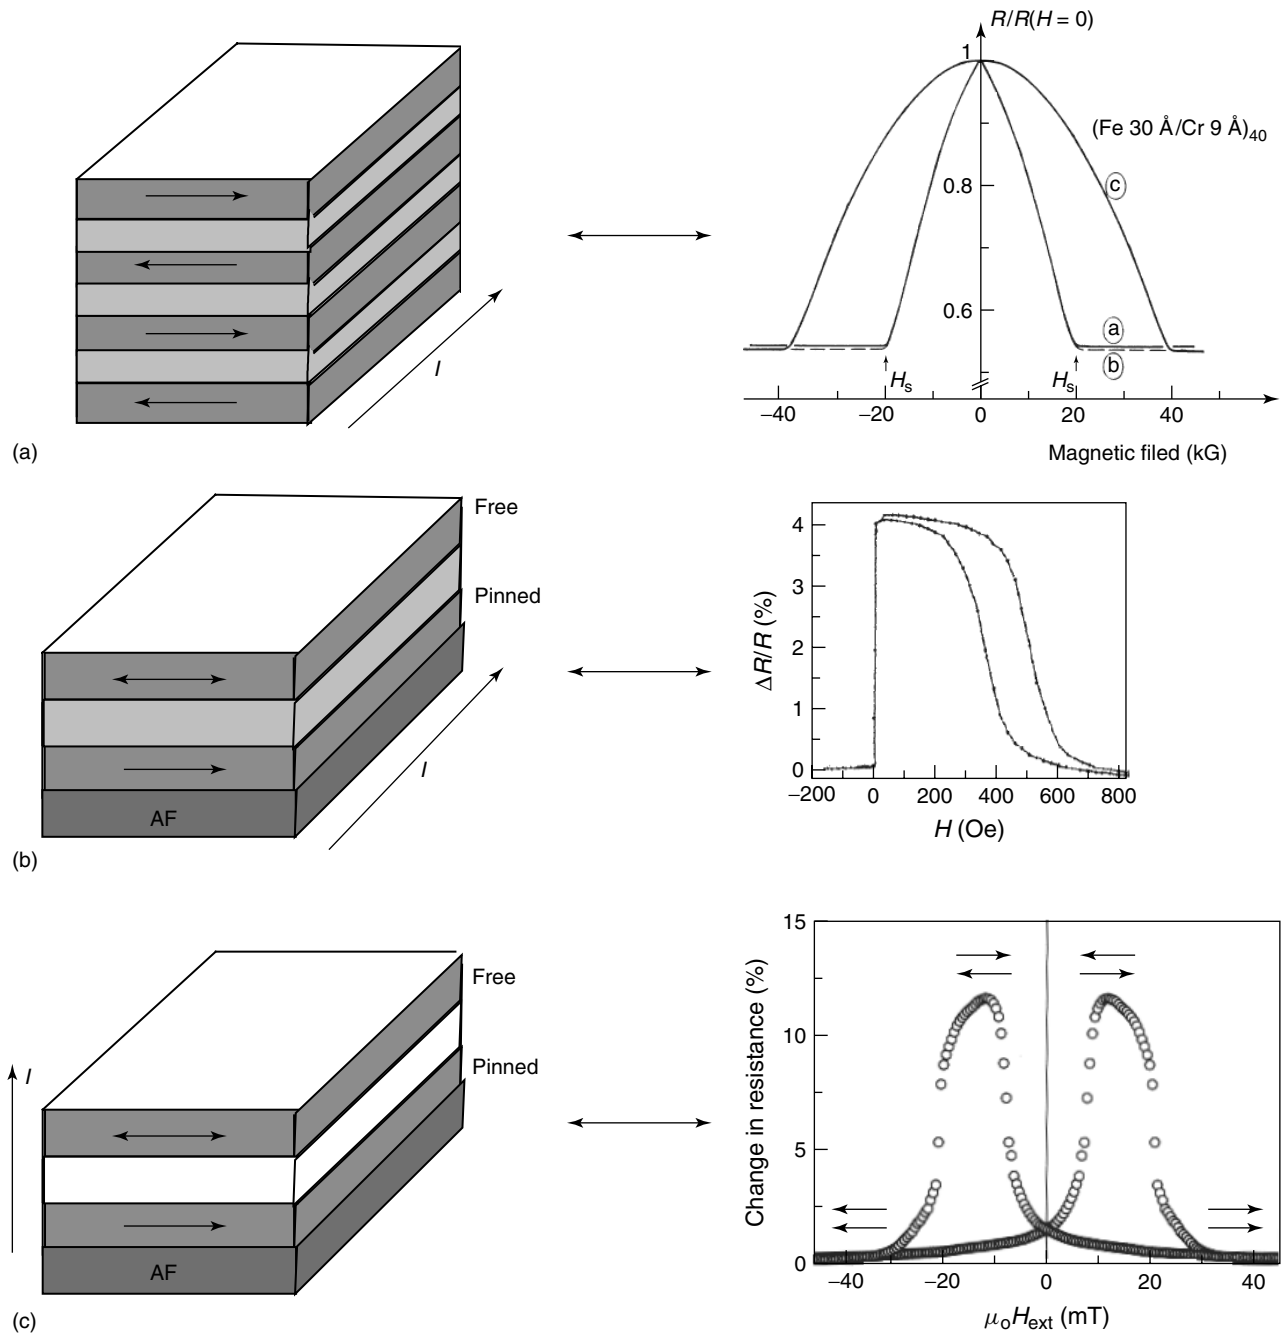 R/R(H = 0)
1
(Fe 30 Å/Cr 9 Å)40
c
0.8
0.6
a
b
Hs
Hs
−40
−20
0
20
40
Magnetic filed (kG)
I
(a)
Free
Pinned
I
AF
(b)
4
3
2
1
0
ΔR/R (%)
−200
0
200
400
600
800
H (Oe)
Free
Pinned
I
AF
(c)
15
10
5
0
Change in resistance (%)
−40
−20
0
20
40
μoHext (mT)